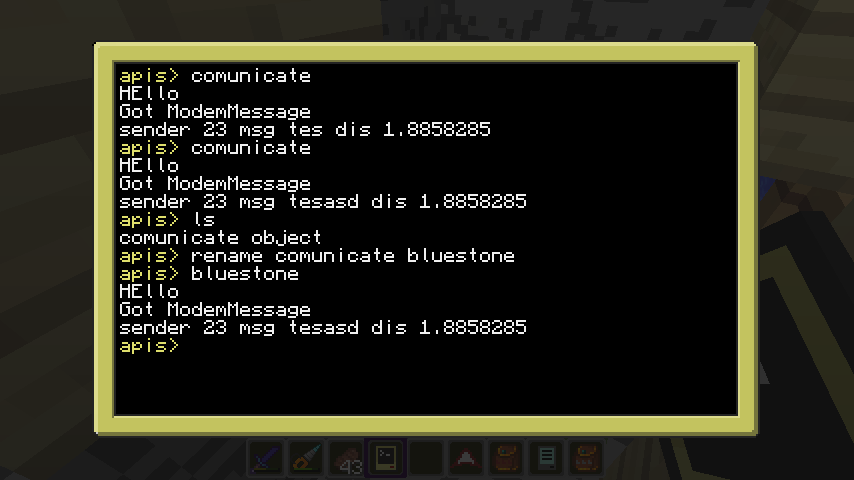 apis> comunicate
HEllo
Got ModemMessage
sender 23 msg tes dis 1.8858285
apis> comunicate
HEllo
Got ModemMessage
sender 23 msg tesasd dis 1.8858285
apis> ls
comunicate object
apis> rename comunicate bluestone
apis> bluestone
HEllo
Got ModemMessage
sender 23 msg tesasd dis 1.8858285
apis>
43